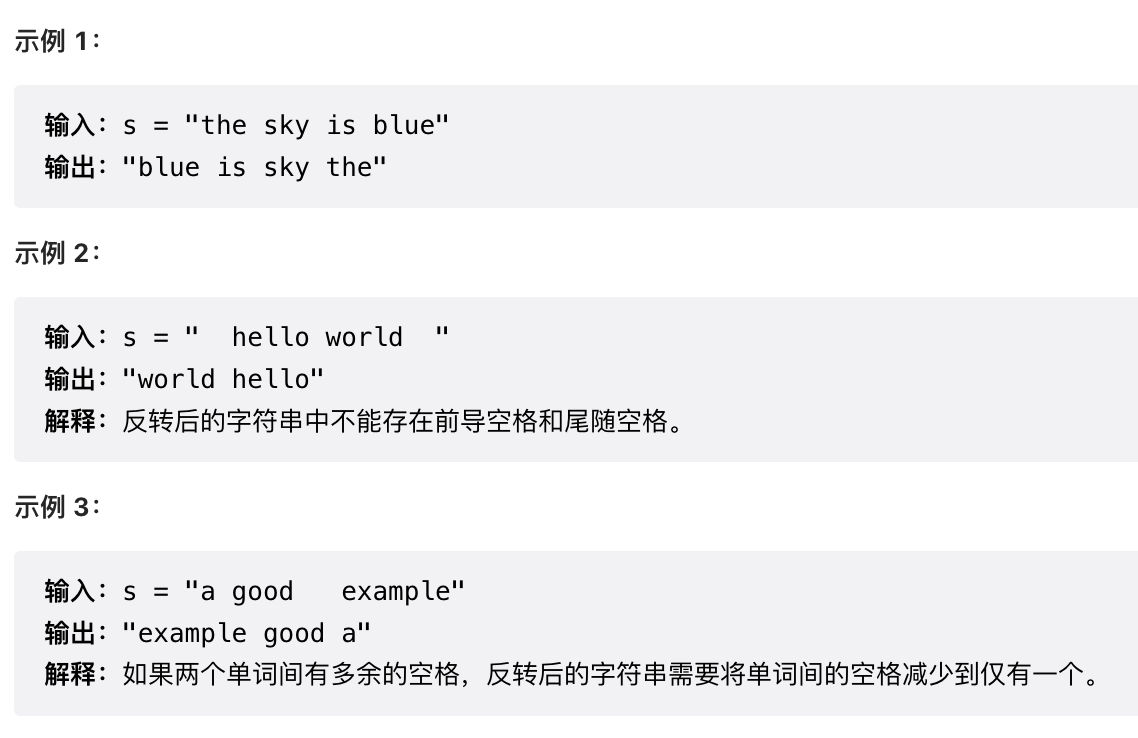 示例 1：
输入：s = "the sky is blue"
输出："blue is sky the"
示例 2：
输入：s = "  hello world  "
输出："world hello"
解释：反转后的字符串中不能存在前导空格和尾随空格。
示例 3：
输入：s = "a good   example"
输出："example good a"
解释：如果两个单词间有多余的空格，反转后的字符串需要将单词间的空格减少到仅有一个。